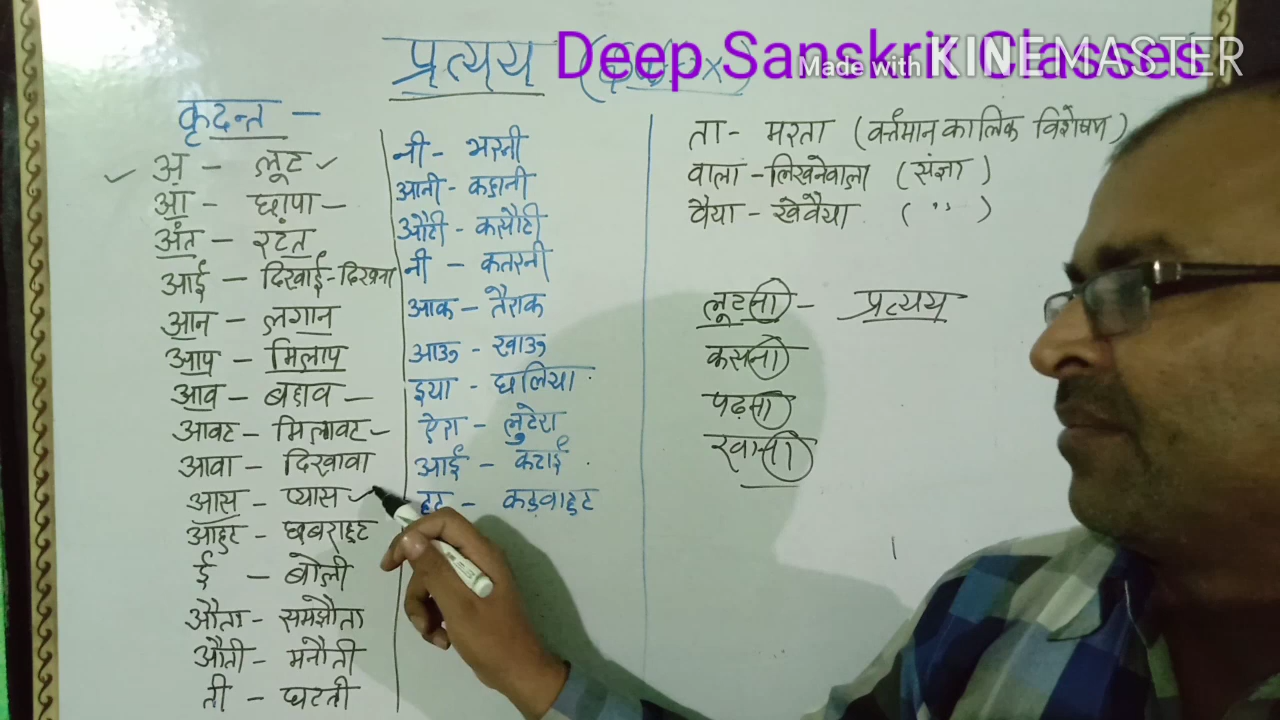 प्रत्यय
Deep Sanskrit Classes
Made with KINEMASTER
कृदन्त -
अ - लूट
आ - छापा -
अंत - रटंत
आई - दिखाई - दिखना
आन - लगान
आप - मिलाप
आव - बहाव -
आवट - मिलावट -
आवा - दिखावा
आस - प्यास
आहट - घबराहट
ई - बोली
औता - समझौता
औती - मनौती
ती - घटती
नी - भरनी
आनी - कहानी
औटी - कसौटी
नी - कतरनी
आक - तैराक
आऊ - खाऊ
इया - घलिया
ऐरा - लुटेरा
आई - कटाई
हट - कड़वाहट
ता - मरता (वर्त्तमानकालिक विशेषण)
वाला - लिखनेवाला (संज्ञा)
वैया - खेवैया ( ,, )
लूटना - प्रत्यय
कसना
पढ़ना
खाना